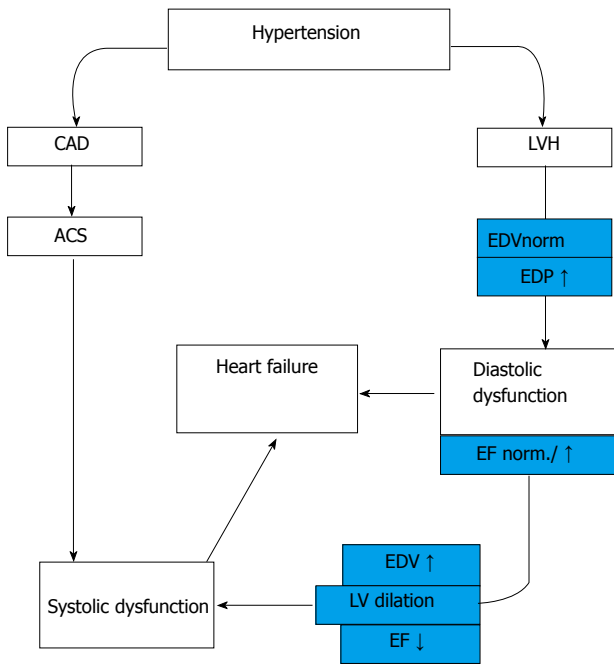 Hypertension
CAD
LVH
ACS
EDVnorm
EDP ↑
Heart failure
Diastolic
dysfunction
EF norm./ ↑
EDV ↑
LV dilation
EF ↓
Systolic dysfunction